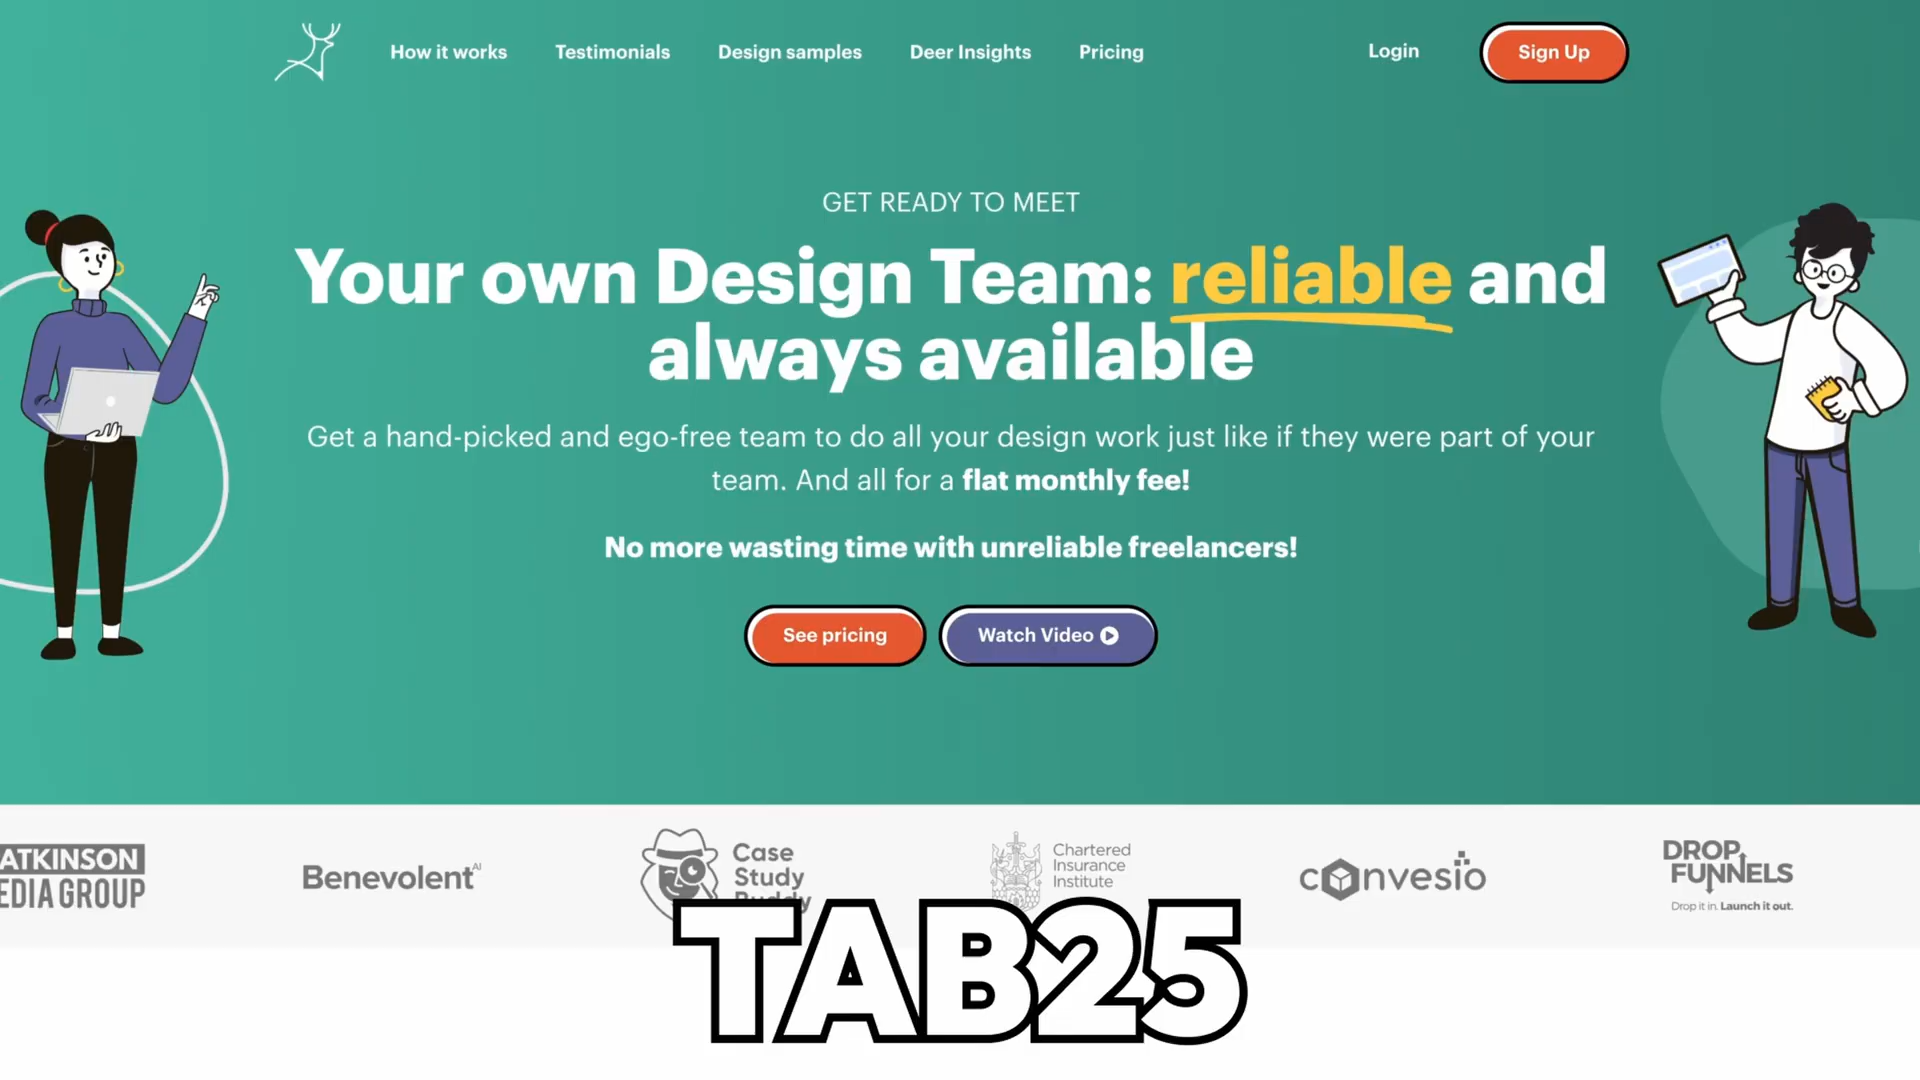 How it works
Testimonials
Design samples
Deer Insights
Pricing
Login
Sign Up
GET READY TO MEET
Your own Design Team: reliable and
always available
Get a hand-picked and ego-free team to do all your design work just like if they were part of your
team. And all for a flat monthly fee!
No more wasting time with unreliable freelancers!
See pricing
Watch Video
ATKINSON
EDIA GROUP
Benevolent AI
Case
Study
Buddy
Chartered
Insurance
Institute
convesio
DROP
FUNNELS
Drop it in. Launch it out.
TAB25